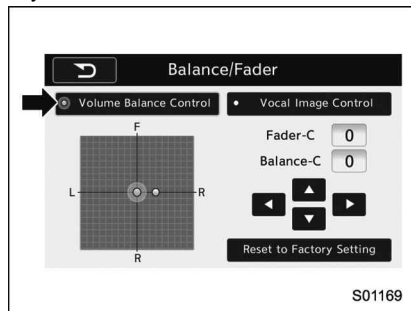 Balance/Fader
Volume Balance Control
Vocal Image Control
F
L
R
R
Fader-C 0
Balance-C 0
Reset to Factory Setting
S01169